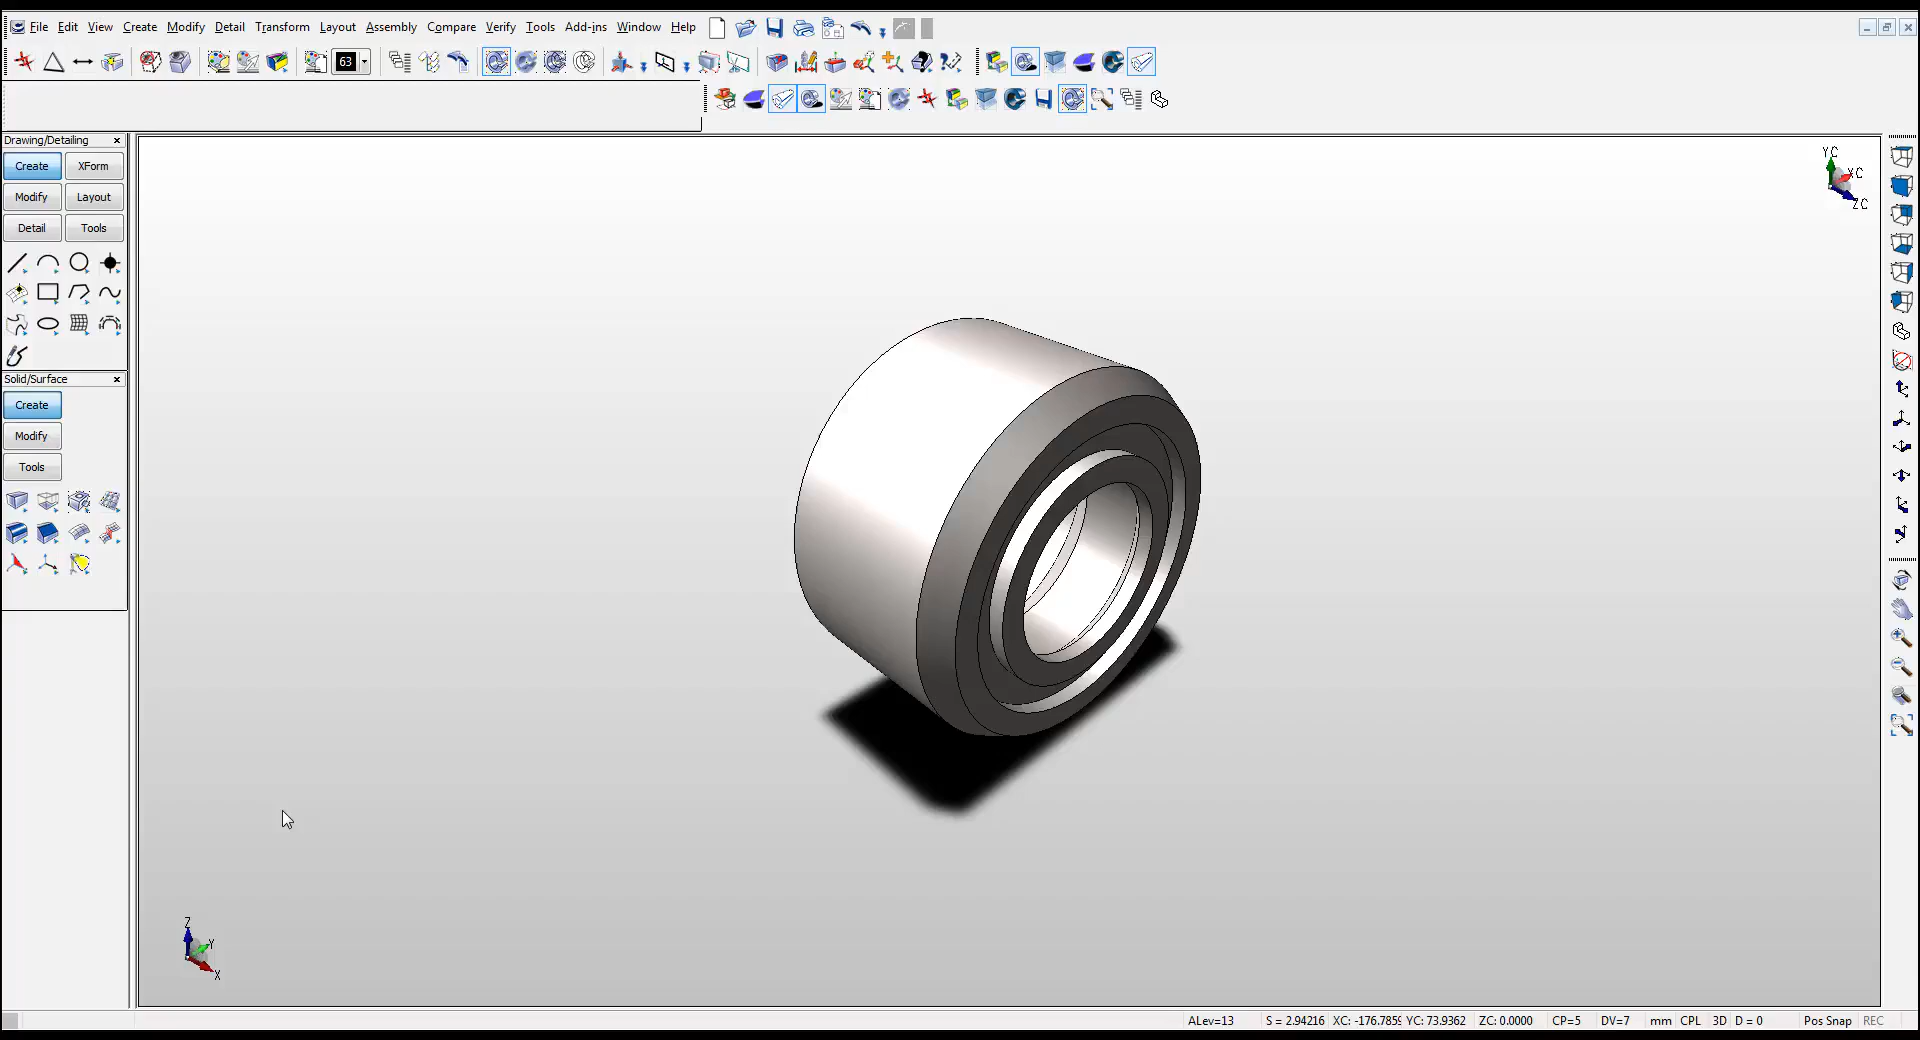 File Edit View Create Modify Detail Transform Layout Assembly Compare Verify Tools Add-ins Window Help
63
Drawing/Detailing
Create XForm
Modify Layout
Detail Tools
Solid/Surface
Create
Modify
Tools
YC
XC
ZC
Z
Y
X
ALev=13 S = 2.94216 XC: -176.7859 YC: 73.9362 ZC: 0.0000 CP=5 DV=7 mm CPL 3D D = 0 Pos Snap REC